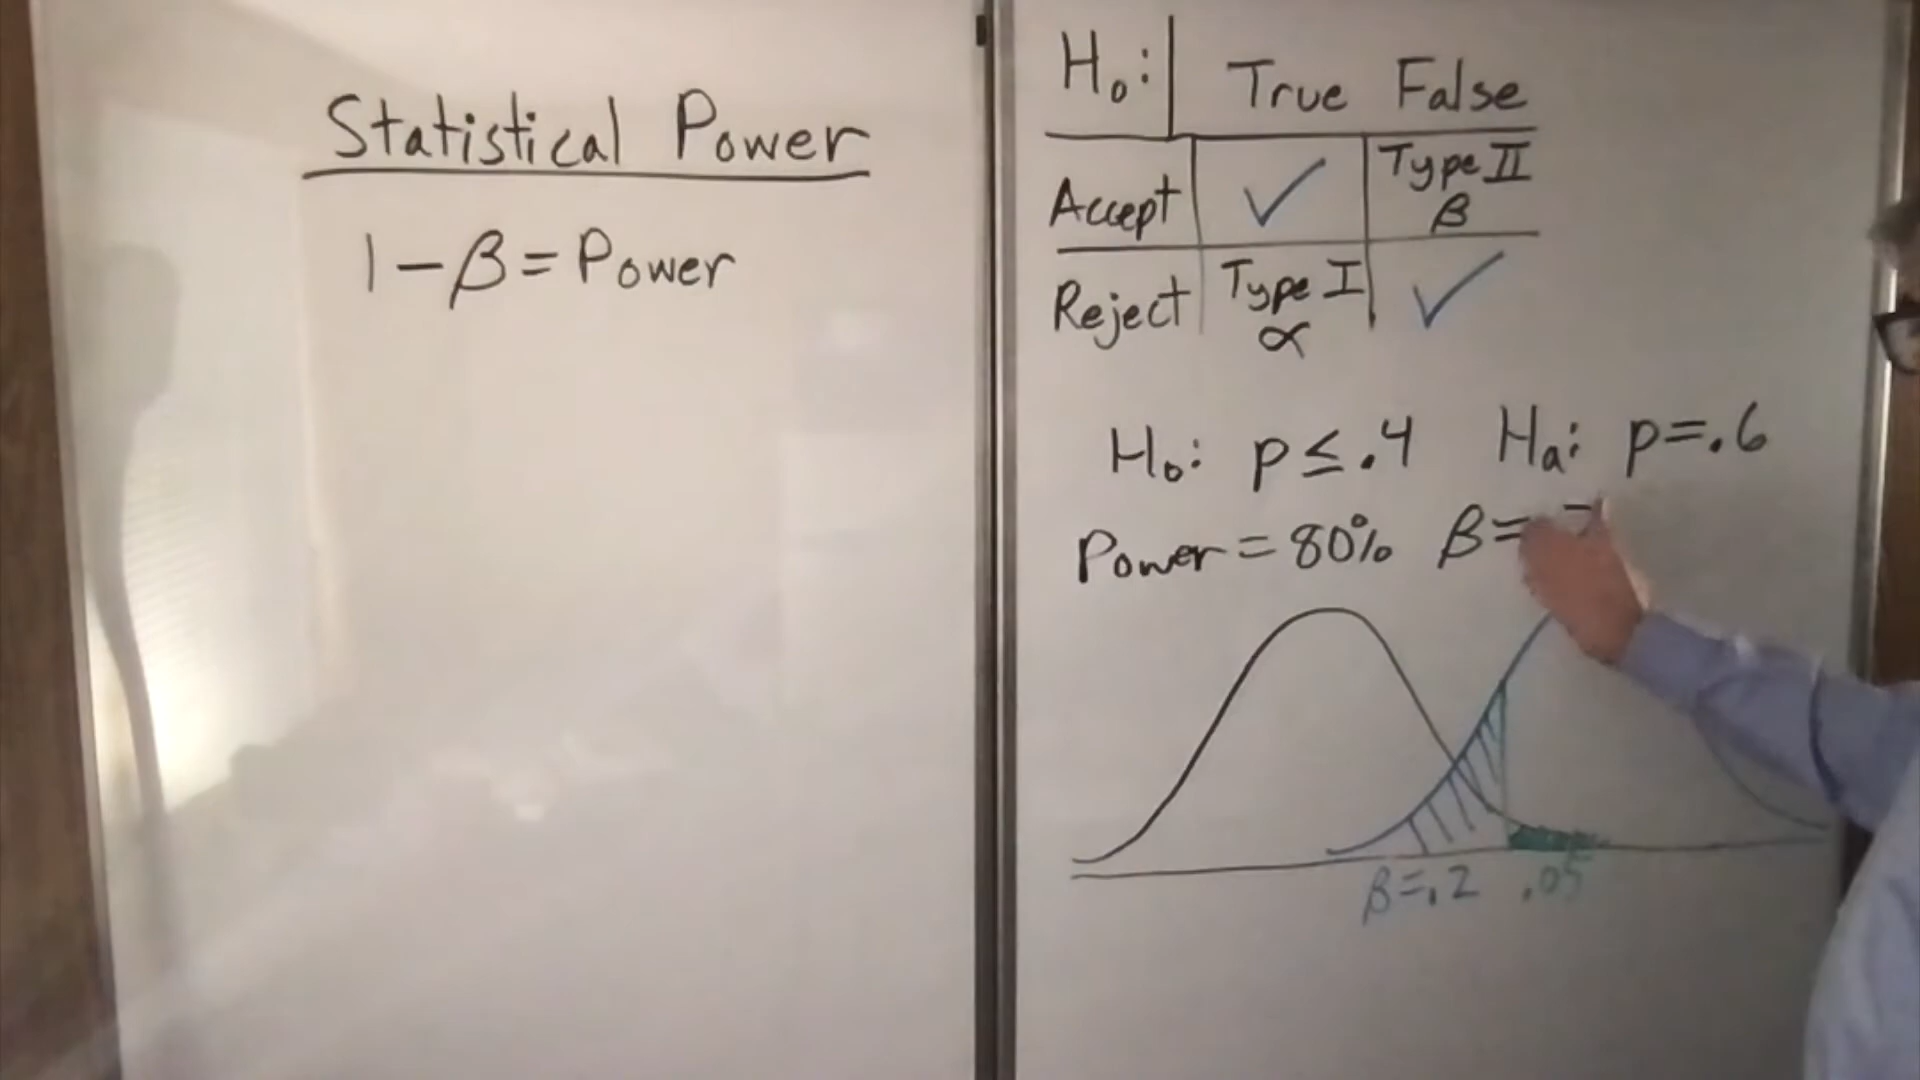 Statistical Power
1 - β = Power
H₀: True False
Accept ✓ Type II
β
Reject Type I ✓
α
H₀: p ≤ .4 Hₐ: p = .6
Power = 80% β =
β = .2 .05